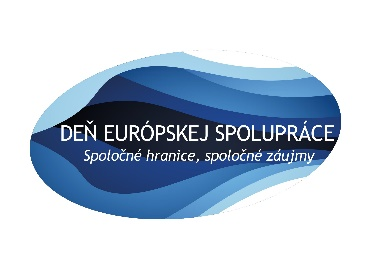 DEŇ EURÓPSKEJ SPOLUPRÁCE
Spoločné hranice, spoločné záujmy